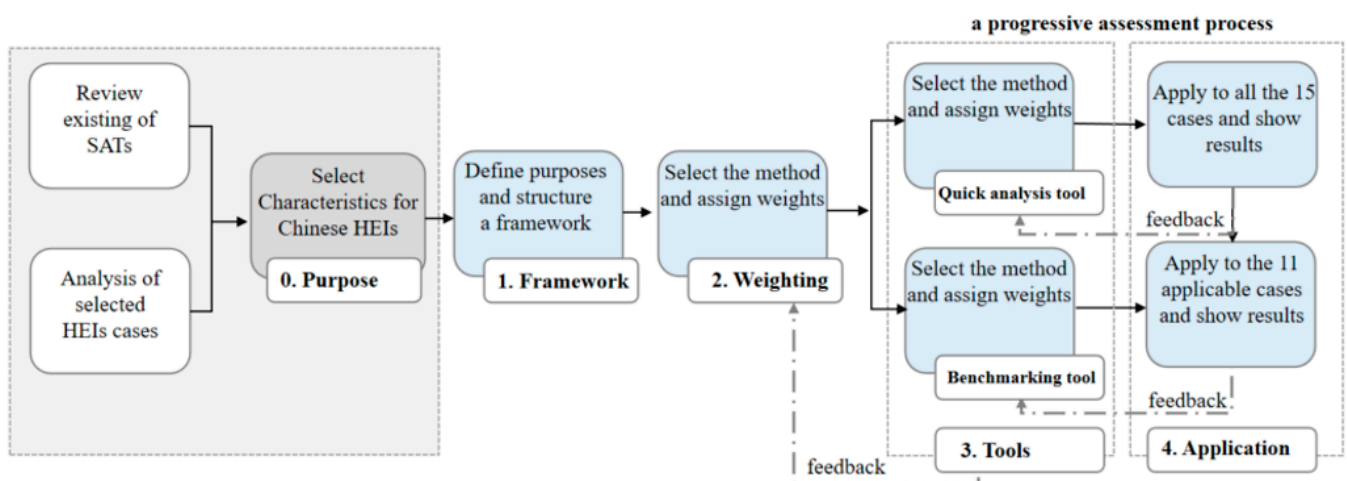 a progressive assessment process
Review
existing of
SATs
Analysis of
selected
HEIs cases
Select
Characteristics for
Chinese HEIs
0. Purpose
Define purposes
and structure
a framework
1. Framework
Select the method
and assign weights
2. Weighting
Select the method
and assign weights
Quick analysis tool
Apply to all the 15
cases and show
results
feedback
Select the method
and assign weights
Benchmarking tool
Apply to the 11
applicable cases
and show results
feedback
3. Tools
4. Application
feedback